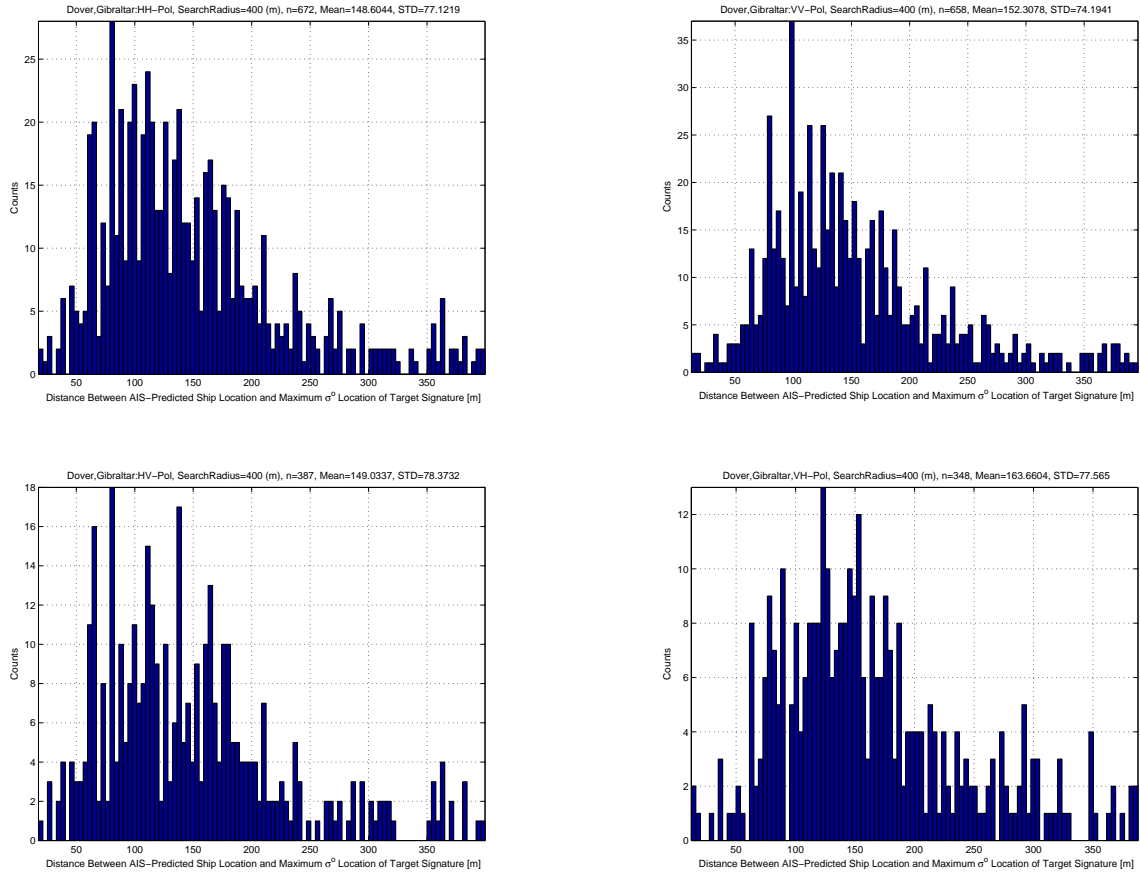 Dover,Gibraltar:HH-Pol, SearchRadius=400 (m), n=672, Mean=148.6044, STD=77.1219
25
20
15
10
5
0
Counts
50 100 150 200 250 300 350
Distance Between AIS-Predicted Ship Location and Maximum σ° Location of Target Signature [m]
Dover,Gibraltar:VV-Pol, SearchRadius=400 (m), n=658, Mean=152.3078, STD=74.1941
35
30
25
20
15
10
5
0
Counts
50 100 150 200 250 300 350
Distance Between AIS-Predicted Ship Location and Maximum σ° Location of Target Signature [m]
Dover,Gibraltar:HV-Pol, SearchRadius=400 (m), n=387, Mean=149.0337, STD=78.3732
18
16
14
12
10
8
6
4
2
0
Counts
50 100 150 200 250 300 350
Distance Between AIS-Predicted Ship Location and Maximum σ° Location of Target Signature [m]
Dover,Gibraltar,VH-Pol, SearchRadius=400 (m), n=348, Mean=163.6604, STD=77.565
12
10
8
6
4
2
0
Counts
50 100 150 200 250 300 350
Distance Between AIS-Predicted Ship Location and Maximum σ° Location of Target Signature [m]